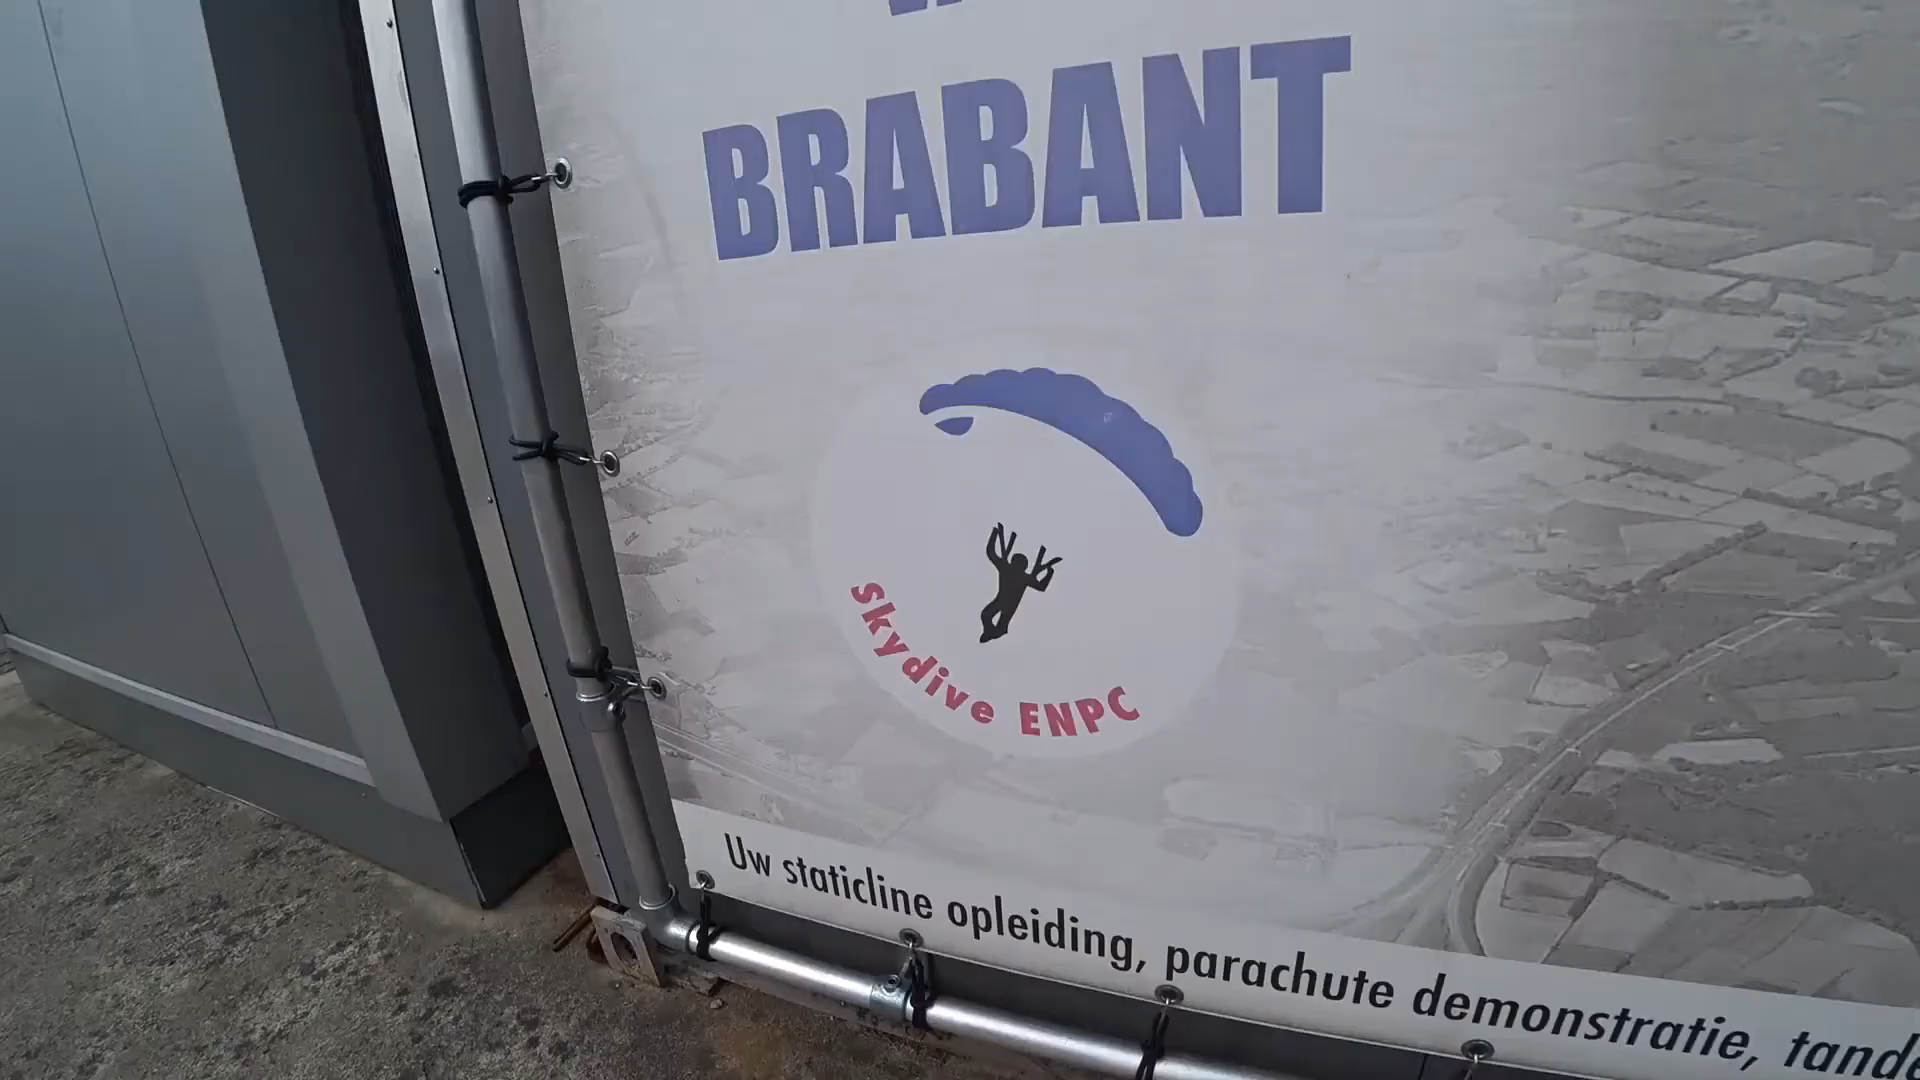 BRABANT
Skydive ENPC
Uw staticline opleiding, parachute demonstratie,